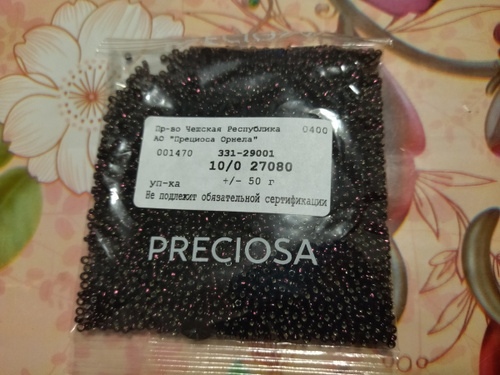 Пр-во Чешская Республика 0400
АО "Прециоса Орнела"
001470 331-29001
10/0 27080
уп-ка +/- 50 г
Не подлежит обязательной сертификации
PRECIOSA